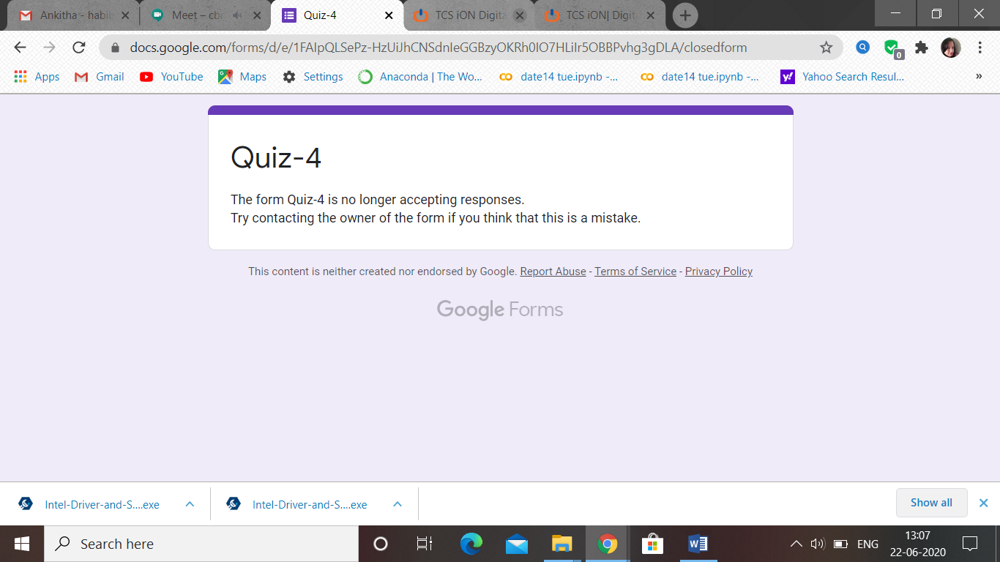 Ankitha - habi
Meet – cb
Quiz-4
TCS iON Digita
TCS iON| Digit
docs.google.com/forms/d/e/1FAIpQLSePz-HzUiJhCNSdnIeGGBzyOKRh0IO7HLiIr5OBBPvhg3gDLA/closedform
0
Apps
Gmail
YouTube
Maps
Settings
Anaconda | The Wo...
date14 tue.ipynb -...
date14 tue.ipynb -...
Yahoo Search Resul...
»
Quiz-4
The form Quiz-4 is no longer accepting responses.
Try contacting the owner of the form if you think that this is a mistake.
This content is neither created nor endorsed by Google. Report Abuse - Terms of Service - Privacy Policy
Google Forms
Intel-Driver-and-S....exe
Intel-Driver-and-S....exe
Show all
Search here
ENG
13:07
22-06-2020